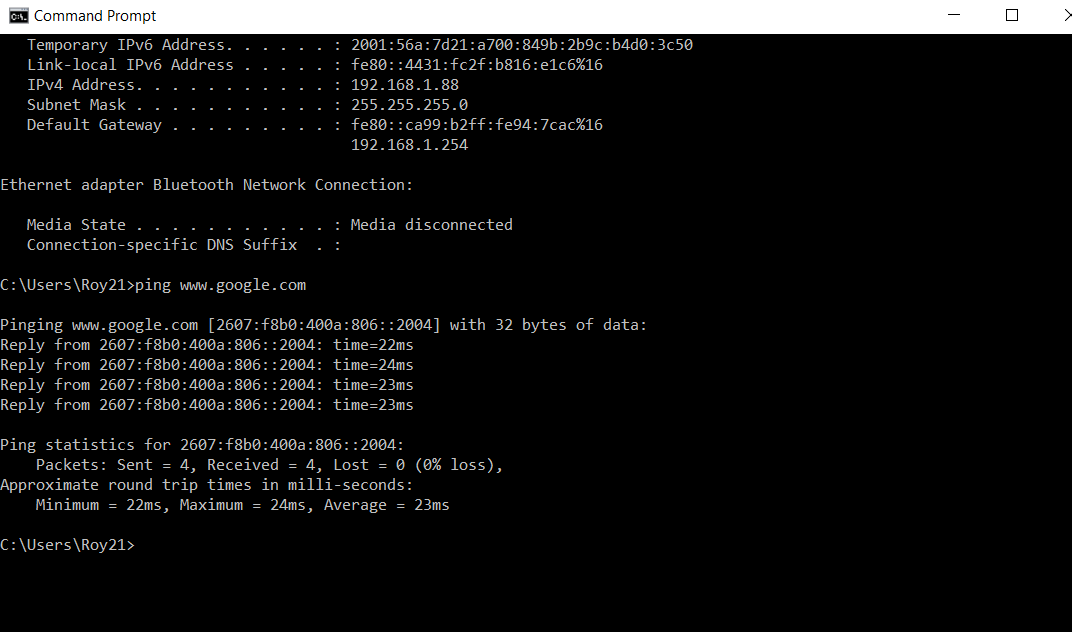 Command Prompt
Temporary IPv6 Address. . . . . . : 2001:56a:7d21:a700:849b:2b9c:b4d0:3c50
Link-local IPv6 Address . . . . . : fe80::4431:fc2f:b816:e1c6%16
IPv4 Address. . . . . . . . . . . : 192.168.1.88
Subnet Mask . . . . . . . . . . . : 255.255.255.0
Default Gateway . . . . . . . . . : fe80::ca99:b2ff:fe94:7cac%16
192.168.1.254
Ethernet adapter Bluetooth Network Connection:
Media State . . . . . . . . . . . : Media disconnected
Connection-specific DNS Suffix  . :
C:\Users\Roy21>ping www.google.com
Pinging www.google.com [2607:f8b0:400a:806::2004] with 32 bytes of data:
Reply from 2607:f8b0:400a:806::2004: time=22ms
Reply from 2607:f8b0:400a:806::2004: time=24ms
Reply from 2607:f8b0:400a:806::2004: time=23ms
Reply from 2607:f8b0:400a:806::2004: time=23ms
Ping statistics for 2607:f8b0:400a:806::2004:
Packets: Sent = 4, Received = 4, Lost = 0 (0% loss),
Approximate round trip times in milli-seconds:
Minimum = 22ms, Maximum = 24ms, Average = 23ms
C:\Users\Roy21>